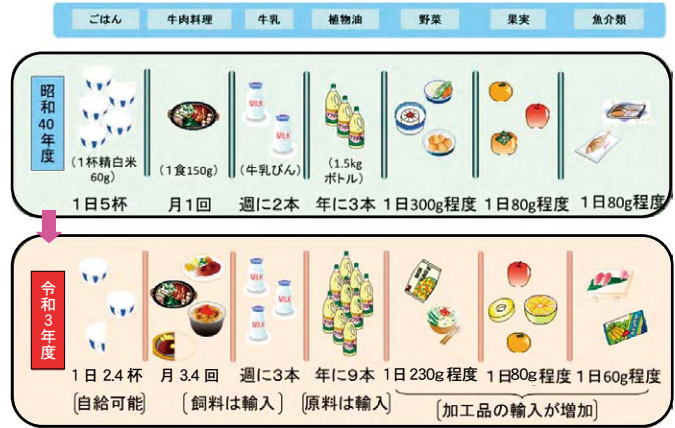 ごはん 牛肉料理 牛乳 植物油 野菜 果実 魚介類
昭和40年度
MILK
MILK
(1杯精白米60g)
(1食150g)
(牛乳びん)
(1.5kgボトル)
1日5杯 月1回 週に2本 年に3本 1日300g程度 1日80g程度 1日80g程度
令和3年度
MILK
MILK
MILK
1日2.4杯 月3.4回 週に3本 年に9本 1日230g程度 1日80g程度 1日60g程度
[自給可能] [飼料は輸入] [原料は輸入] [加工品の輸入が増加]